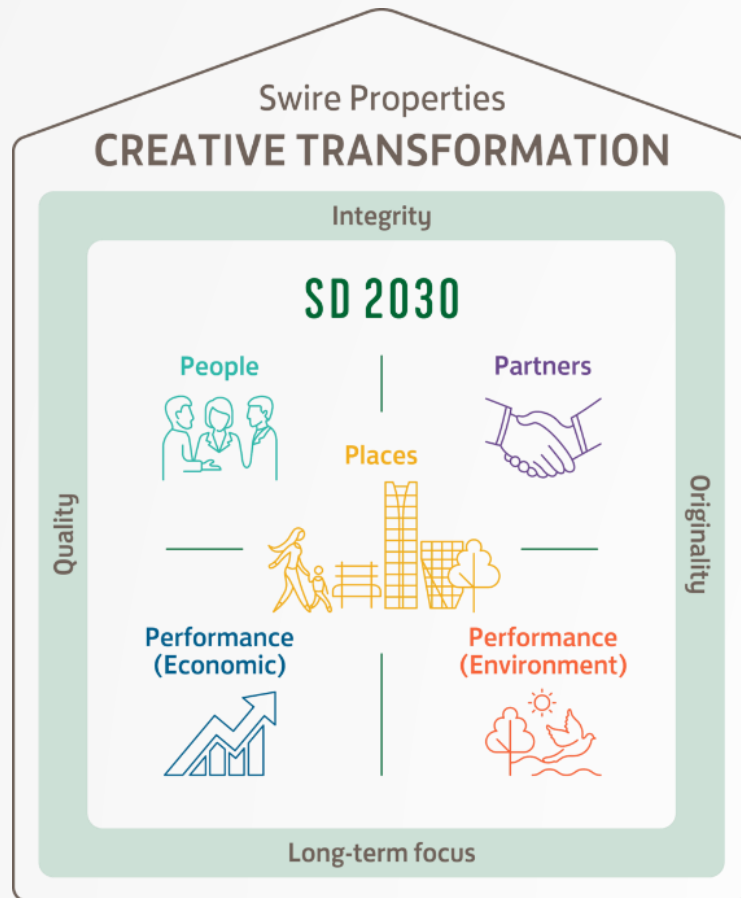 Swire Properties
CREATIVE TRANSFORMATION
Integrity
SD 2030
People
Partners
Places
Quality
Originality
Performance
(Economic)
Performance
(Environment)
Long-term focus